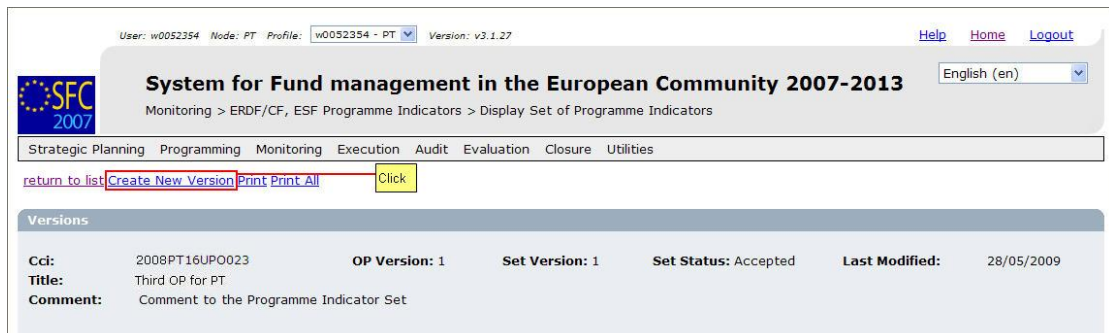 User: w0052354 Node: PT Profile: w0052354 - PT Version: v3.1.27 Help Home Logout
SFC 2007
System for Fund management in the European Community 2007-2013
English (en)
Monitoring > ERDF/CF, ESF Programme Indicators > Display Set of Programme Indicators
Strategic Planning Programming Monitoring Execution Audit Evaluation Closure Utilities
return to list Create New Version Print Print All Click
Versions
Cci: 2008PT16UPO023 OP Version: 1 Set Version: 1 Set Status: Accepted Last Modified: 28/05/2009
Title: Third OP for PT
Comment: Comment to the Programme Indicator Set